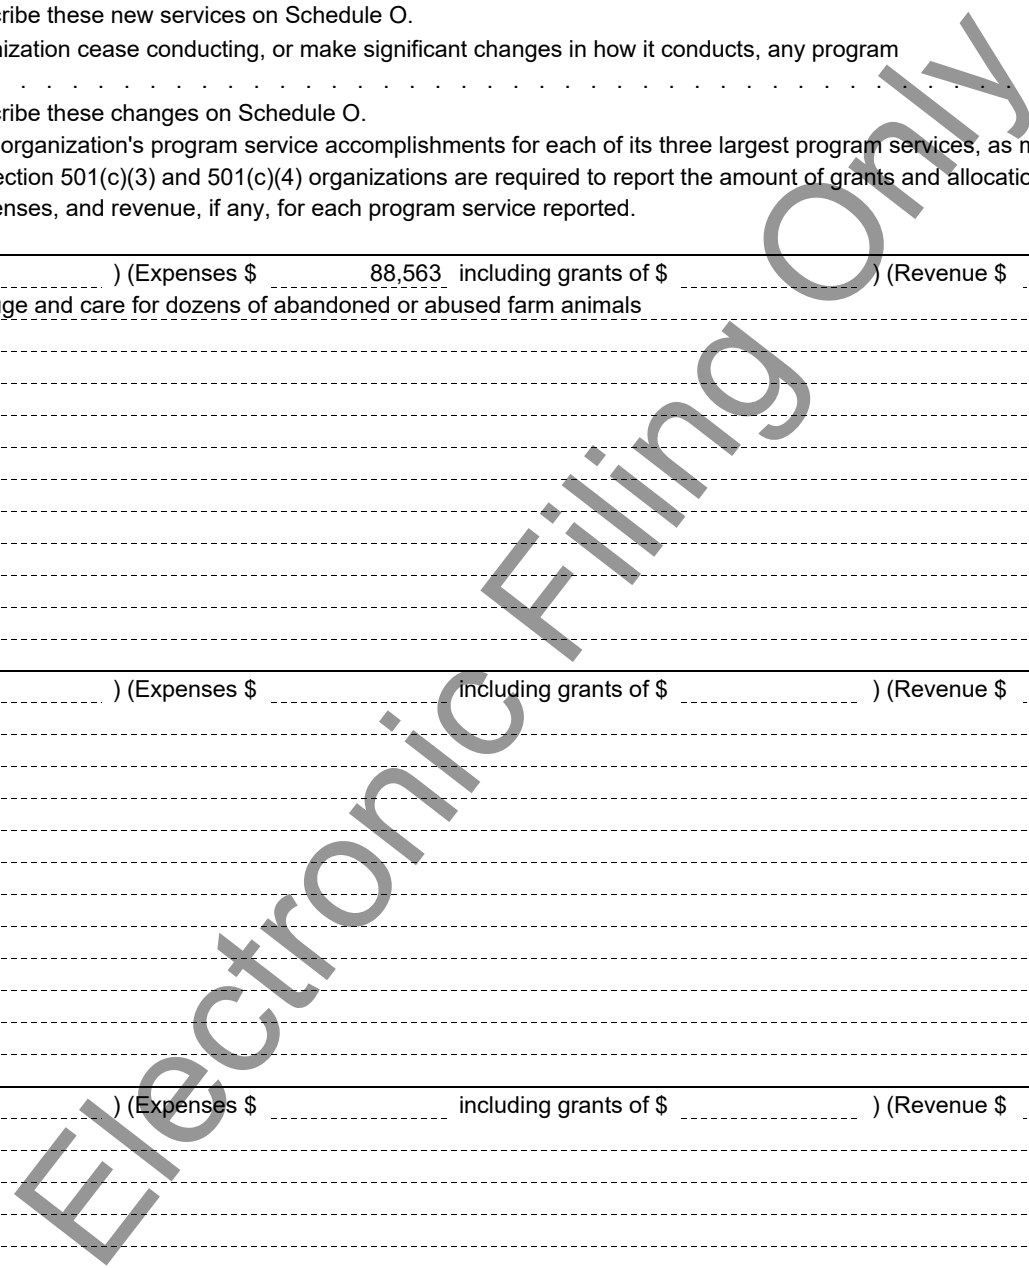 ribe these new services on Schedule O.
nization cease conducting, or make significant changes in how it conducts, any program
. . . . . . . . . . . . . . . . . . . . . . . . . . . . . . . . . . . . . . .
ribe these changes on Schedule O.
organization's program service accomplishments for each of its three largest program services, as m
ection 501(c)(3) and 501(c)(4) organizations are required to report the amount of grants and allocatio
enses, and revenue, if any, for each program service reported.
) (Expenses $ 88,563 including grants of $ ) (Revenue $
ge and care for dozens of abandoned or abused farm animals
) (Expenses $ including grants of $ ) (Revenue $
) (Expenses $ including grants of $ ) (Revenue $
Electronic Filing Only